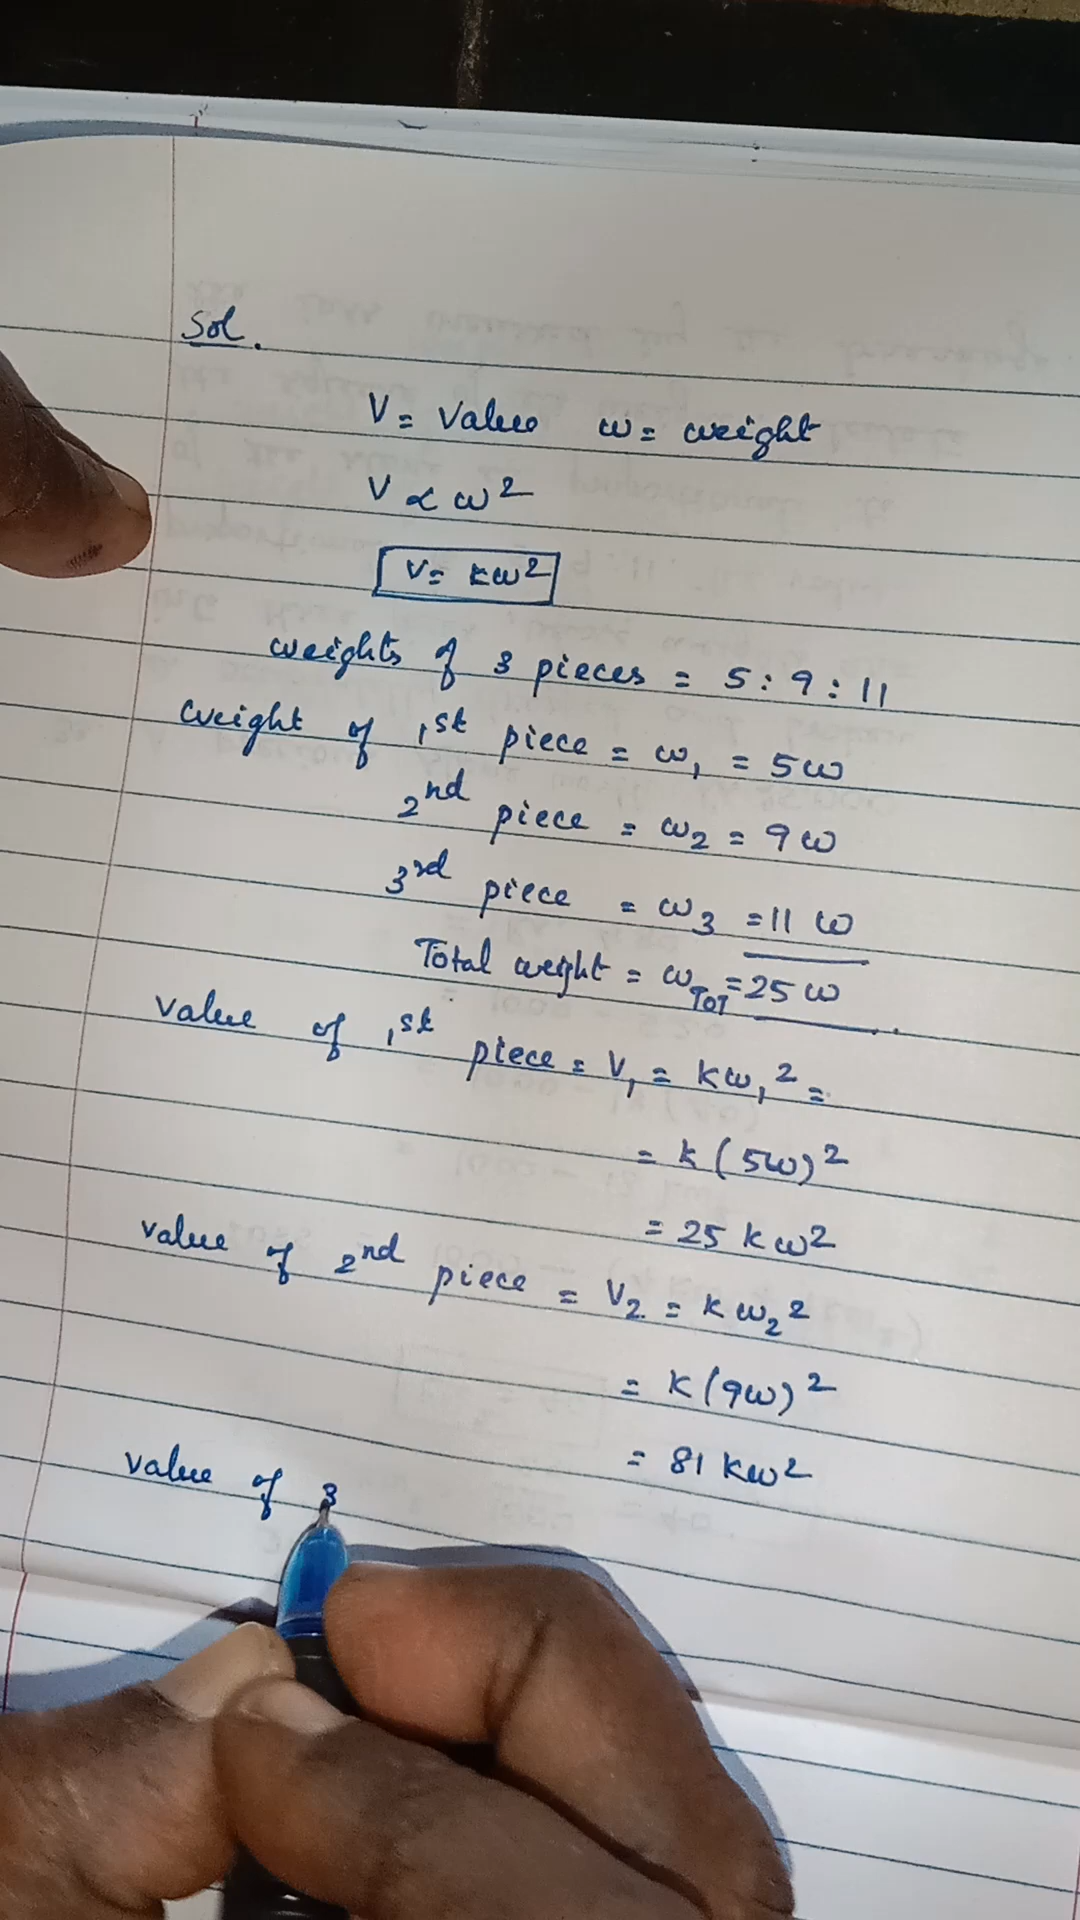 Sol.
V = Value w = weight
V ∝ w²
V = kw²
weights of 3 pieces = 5 : 9 : 11
weight of 1st piece = w₁ = 5w
2nd piece = w₂ = 9w
3rd piece = w₃ = 11 w
Total weight = w_TOT = 25 w
value of 1st piece = V₁ = kw₁² =
= k (5w)²
= 25 kw²
value of 2nd piece = V₂ = k w₂²
= k (9w)²
= 81 kw²
value of 3